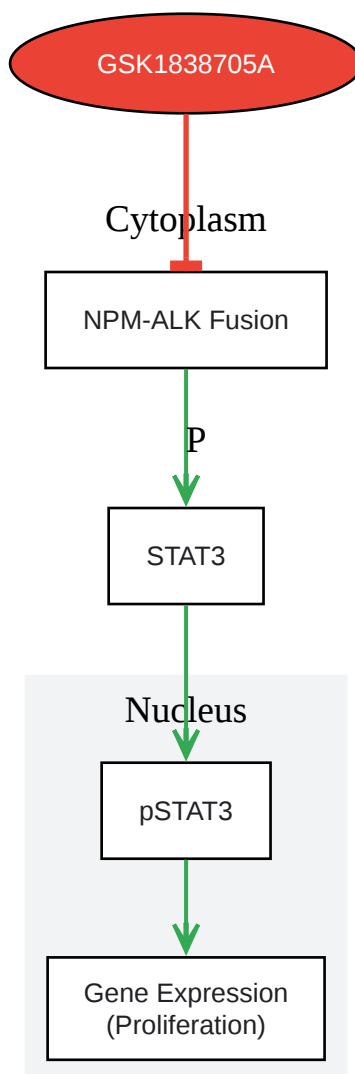 GSK1838705A
Cytoplasm
NPM-ALK Fusion
P
STAT3
Nucleus
pSTAT3
Gene Expression
(Proliferation)